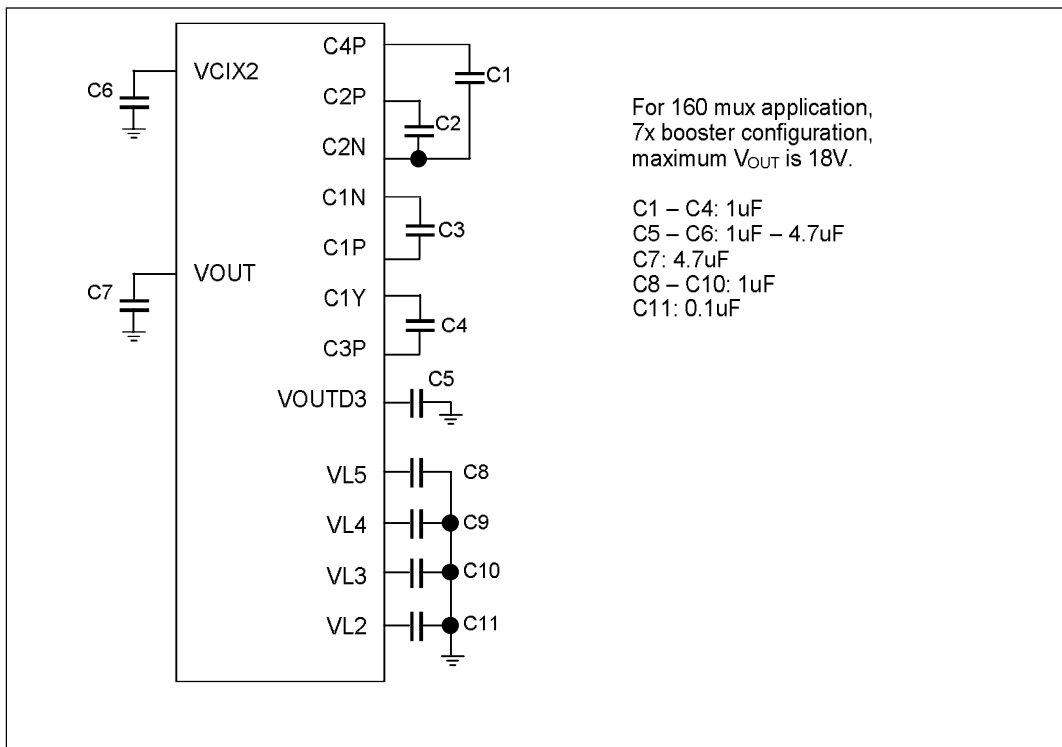 VCIX2
C6
VOUT
C7
C4P
C1
C2P
C2
C2N
C1N
C3
C1P
C1Y
C4
C3P
C5
VOUTD3
VL5
C8
VL4
C9
VL3
C10
VL2
C11
For 160 mux application,
7x booster configuration,
maximum VOUT is 18V.
C1 – C4: 1uF
C5 – C6: 1uF – 4.7uF
C7: 4.7uF
C8 – C10: 1uF
C11: 0.1uF